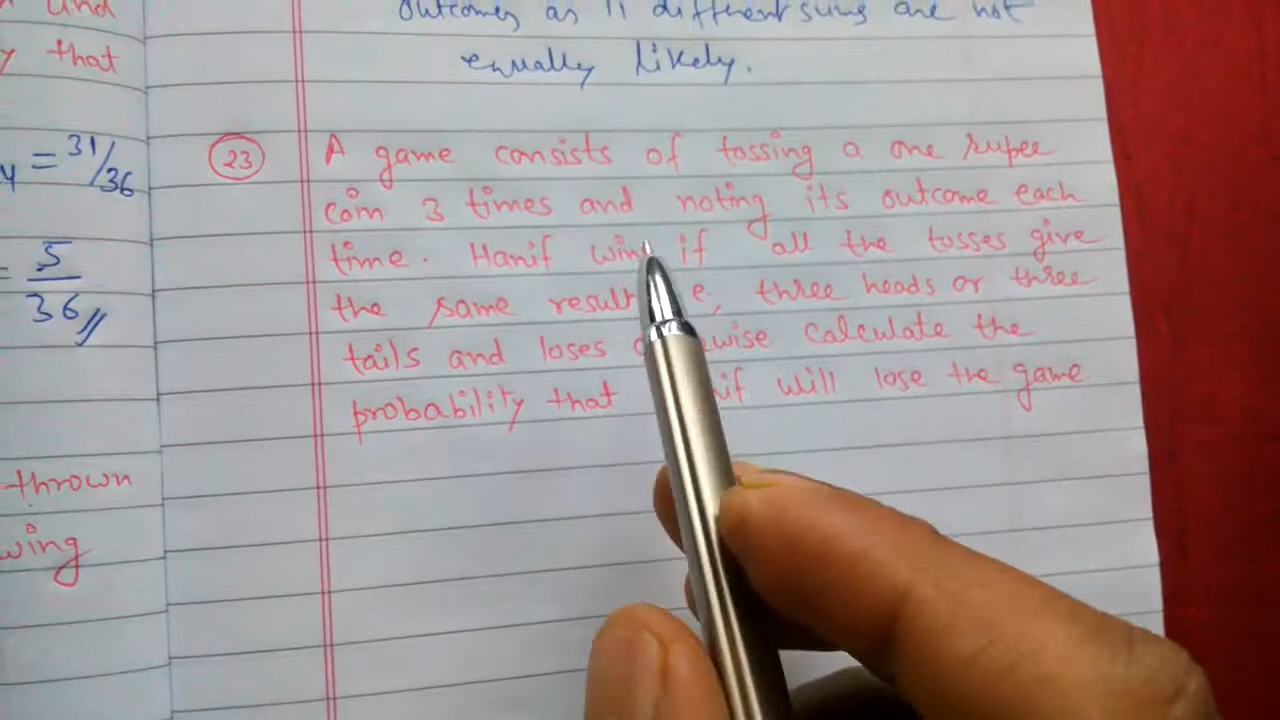 und
y that
y = 31/36
= 5/36 //
thrown
wing
outcomes as 11 different sums are not
equally likely.
23 A game consists of tossing a one rupee
coin 3 times and noting its outcome each
time. Hanif wins if all the tosses give
the same result e, three heads or three
tails and loses wise calculate the
probability that if will lose the game